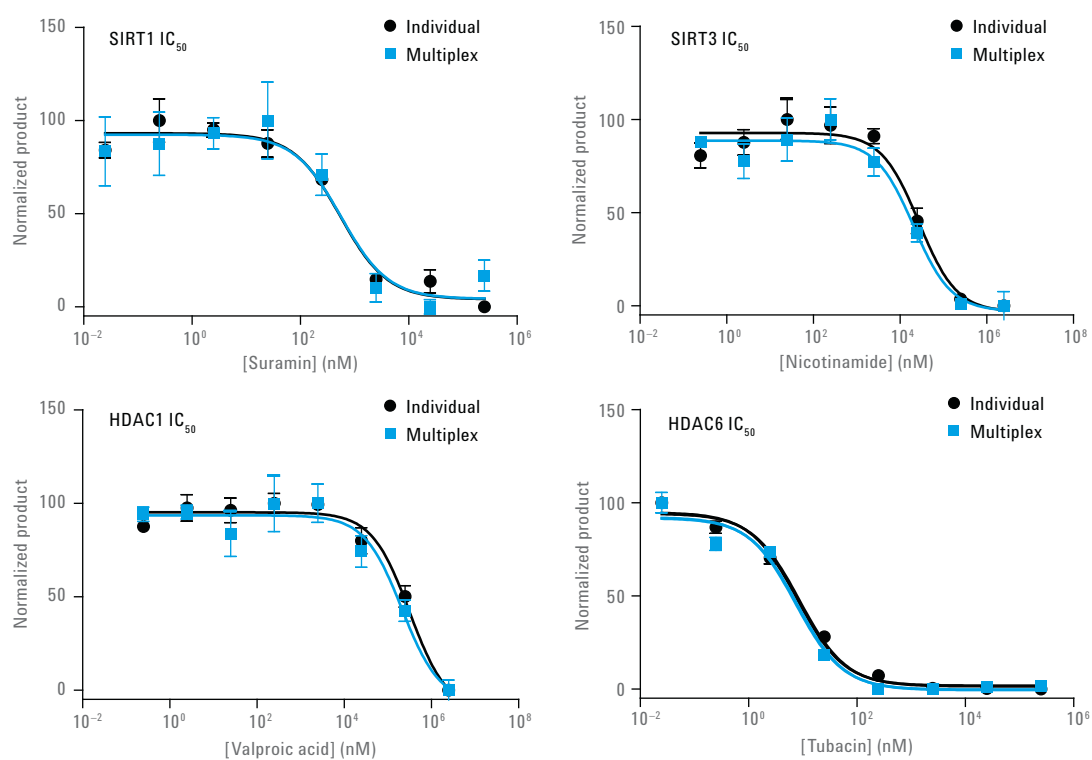 SIRT1 IC50
Individual
Multiplex
Normalized product
150
100
50
0
10−2
100
102
104
106
[Suramin] (nM)
SIRT3 IC50
Individual
Multiplex
Normalized product
150
100
50
0
10−2
100
102
104
106
108
[Nicotinamide] (nM)
HDAC1 IC50
Individual
Multiplex
Normalized product
150
100
50
0
10−2
100
102
104
106
108
[Valproic acid] (nM)
HDAC6 IC50
Individual
Multiplex
Normalized product
150
100
50
0
10−2
100
102
104
106
[Tubacin] (nM)